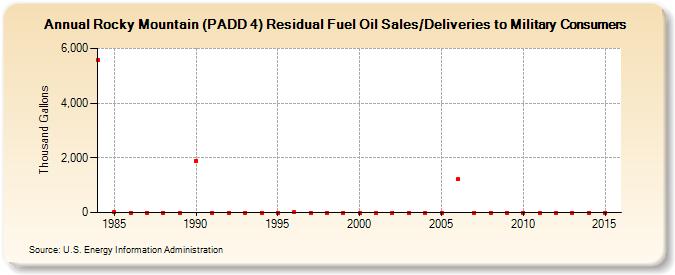 Annual Rocky Mountain (PADD 4) Residual Fuel Oil Sales/Deliveries to Military Consumers
6,000
4,000
2,000
0
Thousand Gallons
1985 1990 1995 2000 2005 2010 2015
Source: U.S. Energy Information Administration